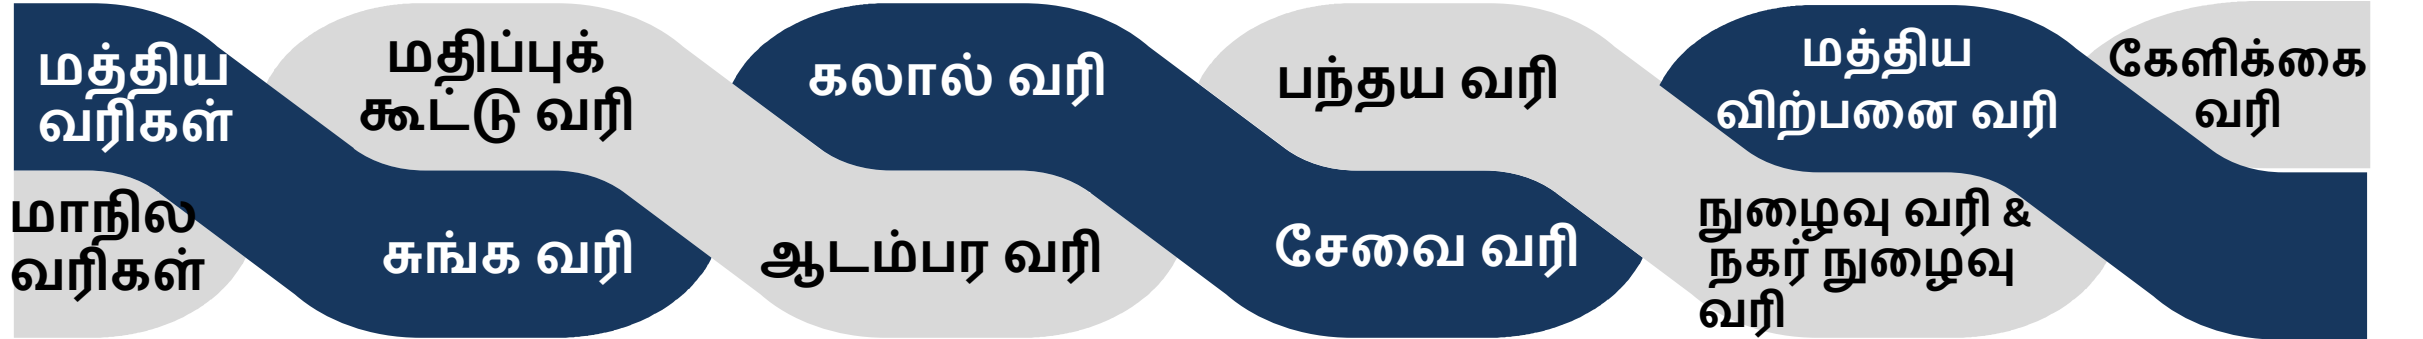 மத்திய
வரிகள்
மதிப்புக்
கூட்டு வரி
கலால் வரி
பந்தய வரி
மத்திய
விற்பனை வரி
கேளிக்கை
வரி
மாநில
வரிகள்
சுங்க வரி
ஆடம்பர வரி
சேவை வரி
நுழைவு வரி &
நகர் நுழைவு
வரி